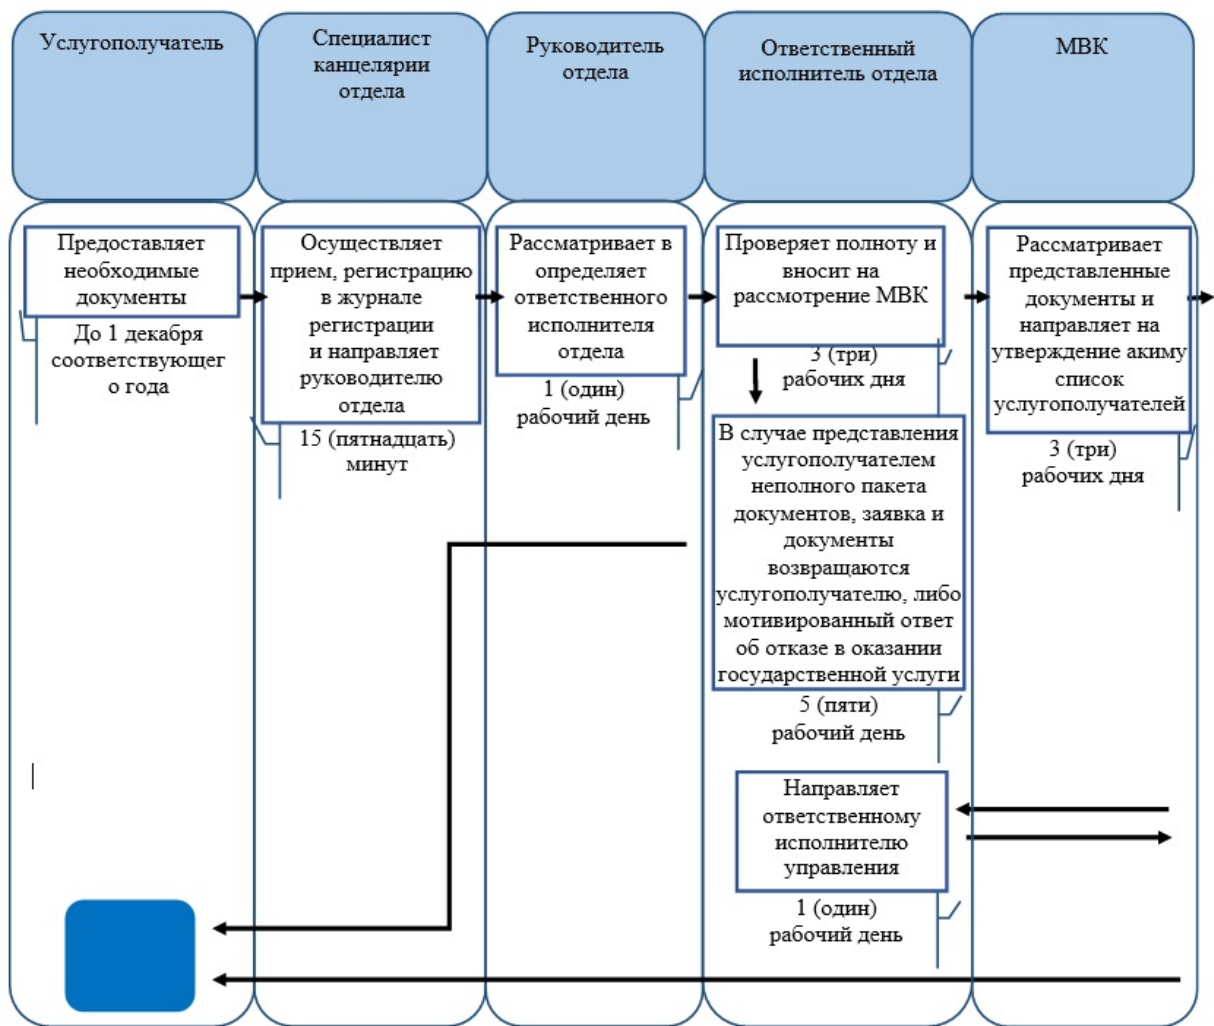 Услугополучатель
Специалист
канцелярии
отдела
Руководитель
отдела
Ответственный
исполнитель отдела
МВК
Предоставляет
необходимые
документы
До 1 декабря
соответствующег
о года
Осуществляет
прием, регистрацию
в журнале
регистрации
и направляет
руководителю
отдела
15 (пятнадцать)
минут
Рассматривает в
определяет
ответственного
исполнителя
отдела
1 (один)
рабочий день
Проверяет полноту и
вносит на
рассмотрение МВК
3 (три)
рабочих дня
В случае представления
услугополучателем
неполного пакета
документов, заявка и
документы
возвращаются
услугополучателю, либо
мотивированный ответ
об отказе в оказании
государственной услуги
5 (пяти)
рабочий день
Направляет
ответственному
исполнителю
управления
1 (один)
рабочий день
Рассматривает
представленные
документы и
направляет на
утверждение акиму
список
услугополучателей
3 (три)
рабочих дня